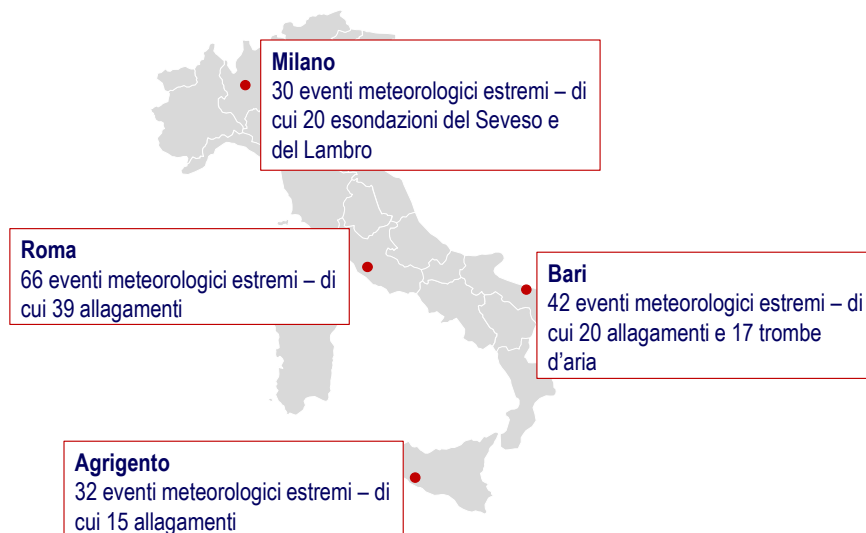 Milano
30 eventi meteorologici estremi – di
cui 20 esondazioni del Seveso e
del Lambro
Roma
66 eventi meteorologici estremi – di
cui 39 allagamenti
Bari
42 eventi meteorologici estremi – di
cui 20 allagamenti e 17 trombe
d'aria
Agrigento
32 eventi meteorologici estremi – di
cui 15 allagamenti